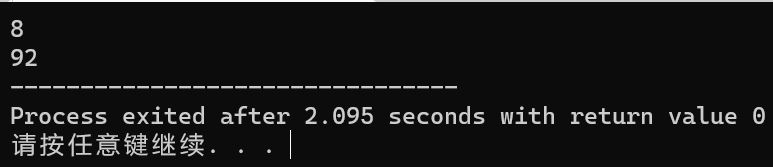 8
92
--------------------------------
Process exited after 2.095 seconds with return value 0
请按任意键继续. . .